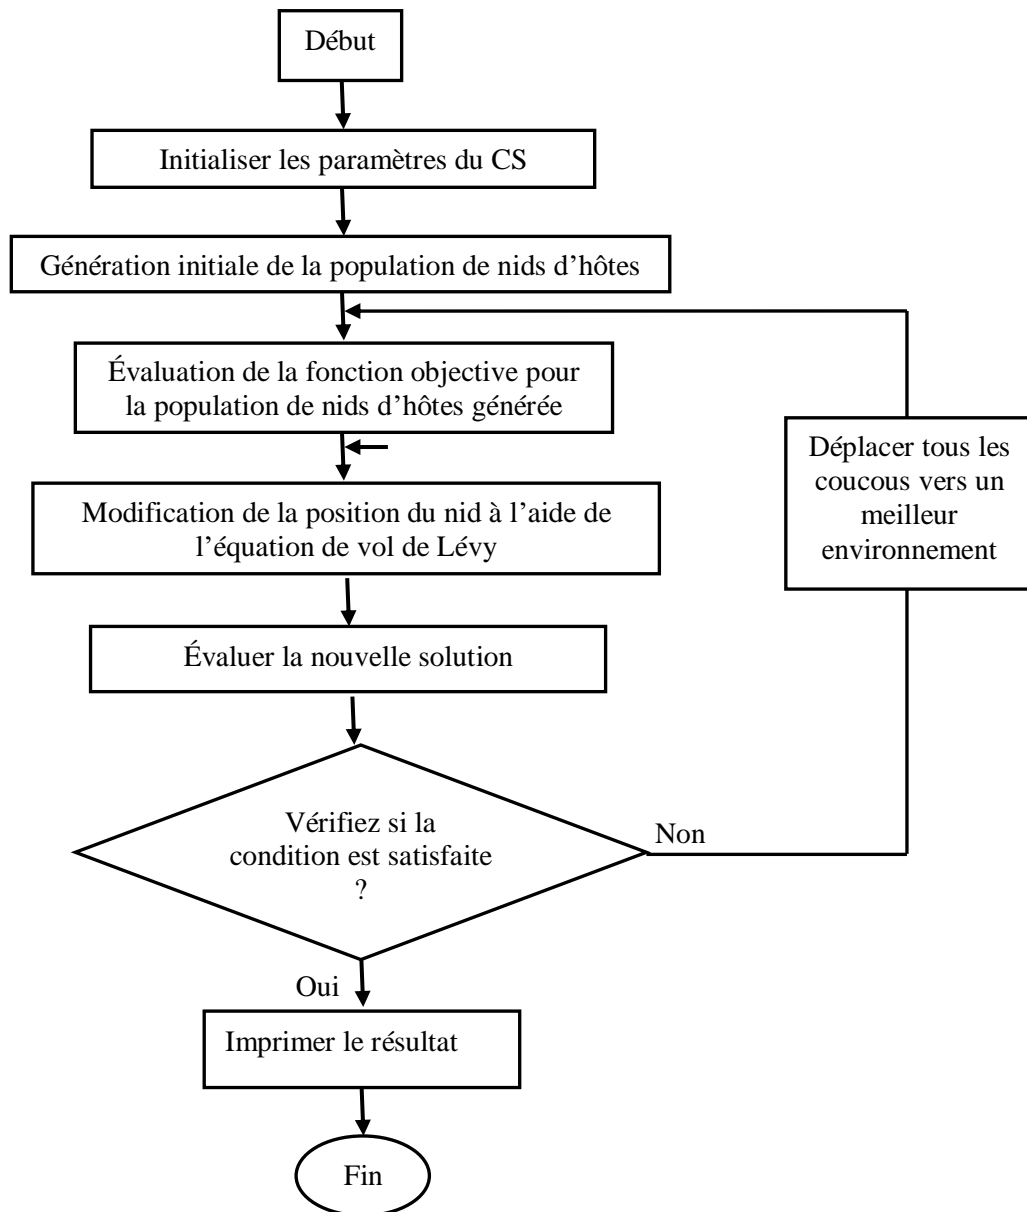 Début
Initialiser les paramètres du CS
Génération initiale de la population de nids d’hôtes
Évaluation de la fonction objective pour
la population de nids d’hôtes générée
Modification de la position du nid à l’aide de
l’équation de vol de Lévy
Évaluer la nouvelle solution
Vérifiez si la
condition est satisfaite
?
Non
Déplacer tous les
coucous vers un
meilleur
environnement
Oui
Imprimer le résultat
Fin